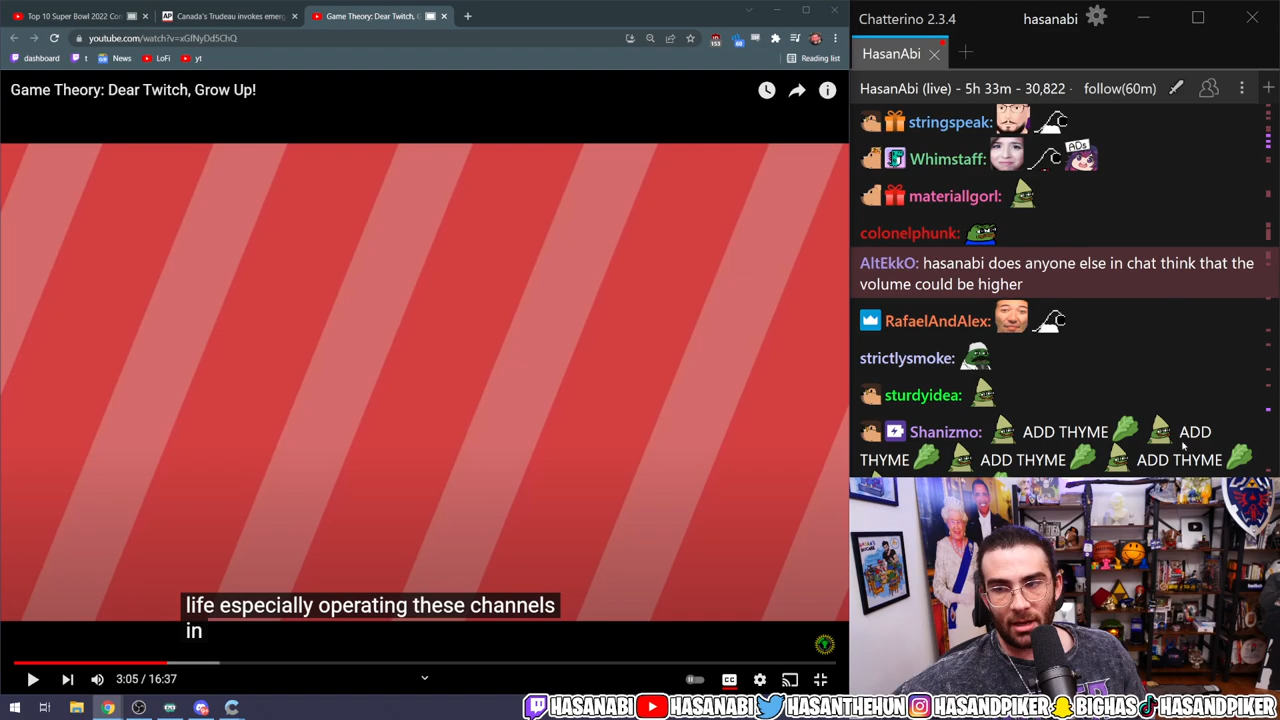 Top 10 Super Bowl 2022 Con
Canada's Trudeau invokes emerg
Game Theory: Dear Twitch, G
youtube.com/watch?v=xGfNyDd5ChQ
153
dashboard
t
News
LoFi
yt
Reading list
Game Theory: Dear Twitch, Grow Up!
life especially operating these channels
in
3:05 / 16:37
Chatterino 2.3.4
hasanabi
HasanAbi
HasanAbi (live) - 5h 33m - 30,822
follow(60m)
stringspeak:
ADs
Whimstaff:
materiallgorl:
colonelphunk:
AltEkkO: hasanabi does anyone else in chat think that the
volume could be higher
RafaelAndAlex:
strictlysmoke:
sturdyidea:
Shanizmo: ADD THYME ADD
THYME ADD THYME ADD THYME
HASANABI HASANABI HASANTHEHUN HASANDPIKER BIGHAS HASANDPIKER